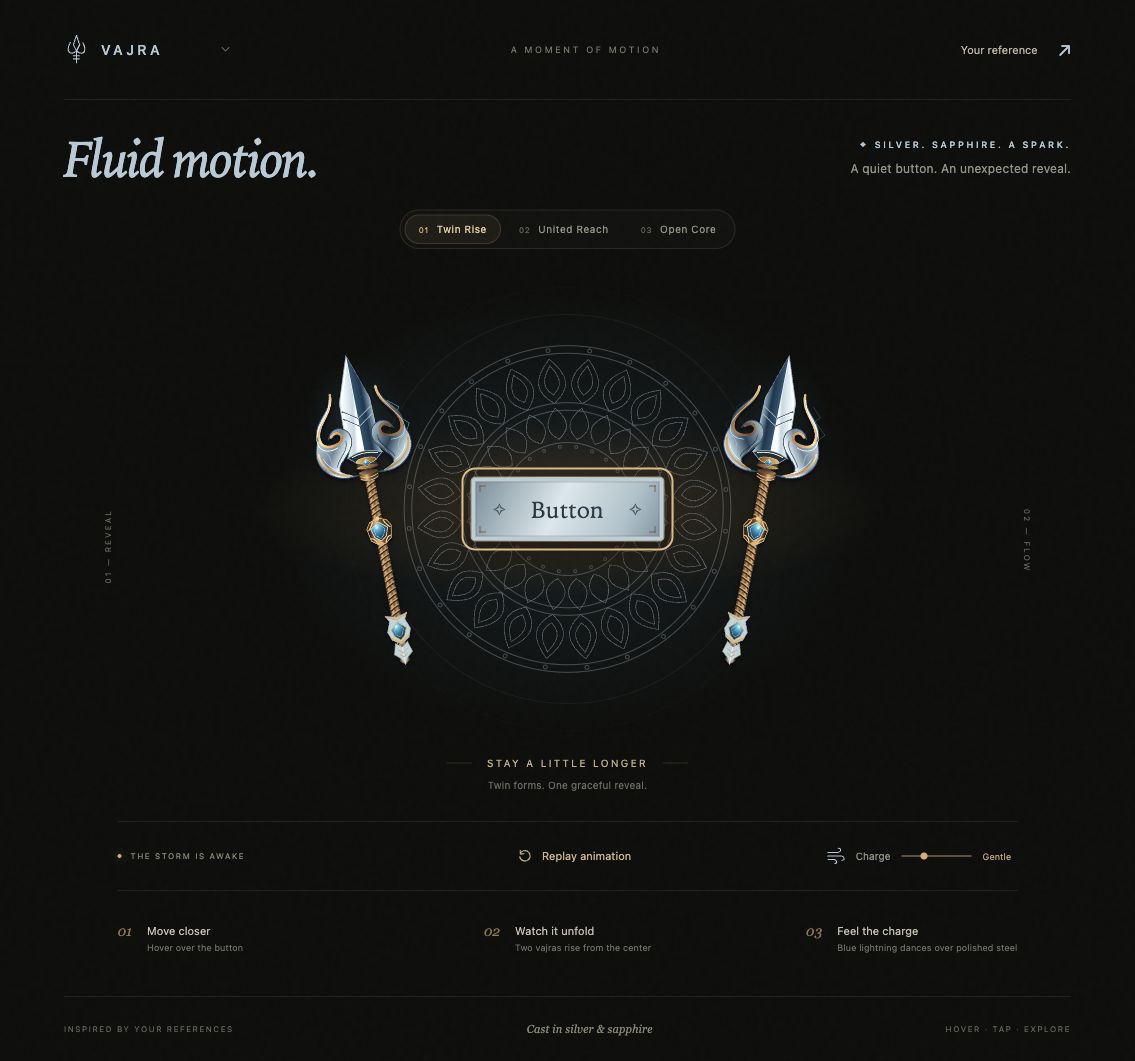 VAJRA
A MOMENT OF MOTION
Your reference
Fluid motion.
SILVER. SAPPHIRE. A SPARK.
A quiet button. An unexpected reveal.
01 Twin Rise
02 United Reach
03 Open Core
01 — REVEAL
Button
02 — FLOW
STAY A LITTLE LONGER
Twin forms. One graceful reveal.
THE STORM IS AWAKE
Replay animation
Charge
Gentle
01 Move closer
Hover over the button
02 Watch it unfold
Two vajras rise from the center
03 Feel the charge
Blue lightning dances over polished steel
INSPIRED BY YOUR REFERENCES
Cast in silver & sapphire
HOVER · TAP · EXPLORE